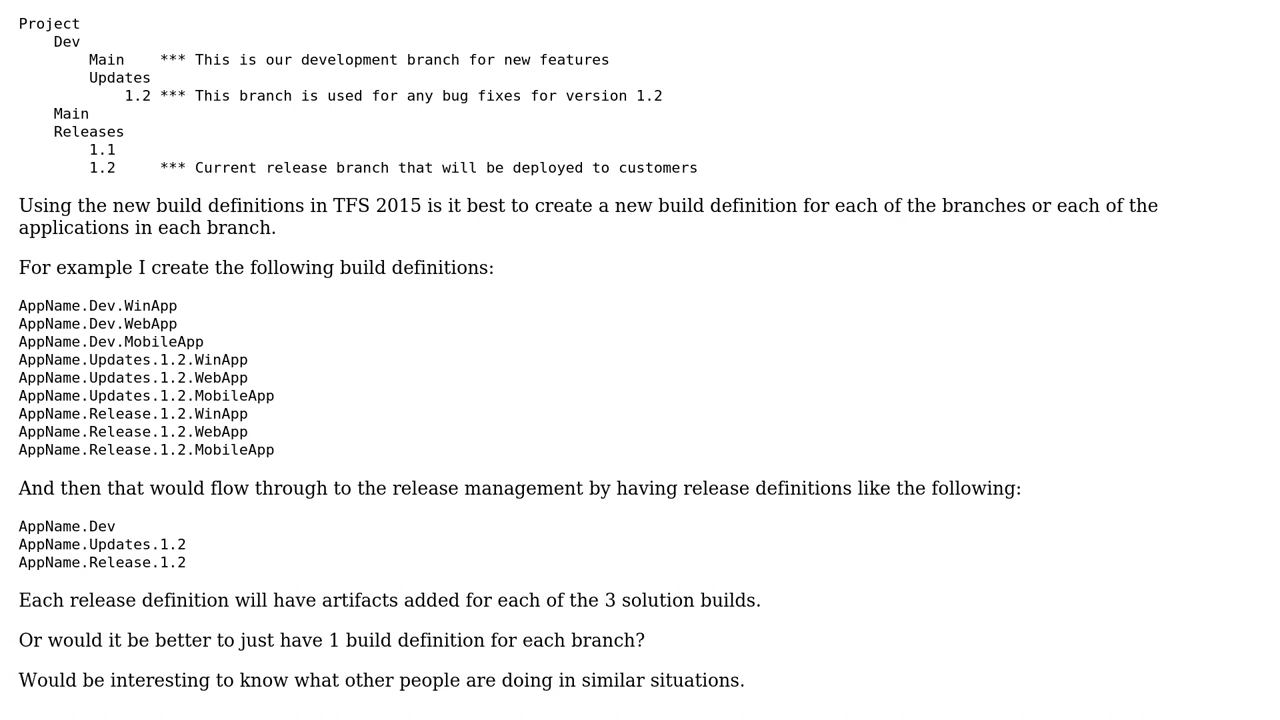 Project
    Dev
        Main    *** This is our development branch for new features
        Updates
            1.2 *** This branch is used for any bug fixes for version 1.2
    Main
    Releases
        1.1
        1.2     *** Current release branch that will be deployed to customers
Using the new build definitions in TFS 2015 is it best to create a new build definition for each of the branches or each of the
applications in each branch.
For example I create the following build definitions:
AppName.Dev.WinApp
AppName.Dev.WebApp
AppName.Dev.MobileApp
AppName.Updates.1.2.WinApp
AppName.Updates.1.2.WebApp
AppName.Updates.1.2.MobileApp
AppName.Release.1.2.WinApp
AppName.Release.1.2.WebApp
AppName.Release.1.2.MobileApp
And then that would flow through to the release management by having release definitions like the following:
AppName.Dev
AppName.Updates.1.2
AppName.Release.1.2
Each release definition will have artifacts added for each of the 3 solution builds.
Or would it be better to just have 1 build definition for each branch?
Would be interesting to know what other people are doing in similar situations.